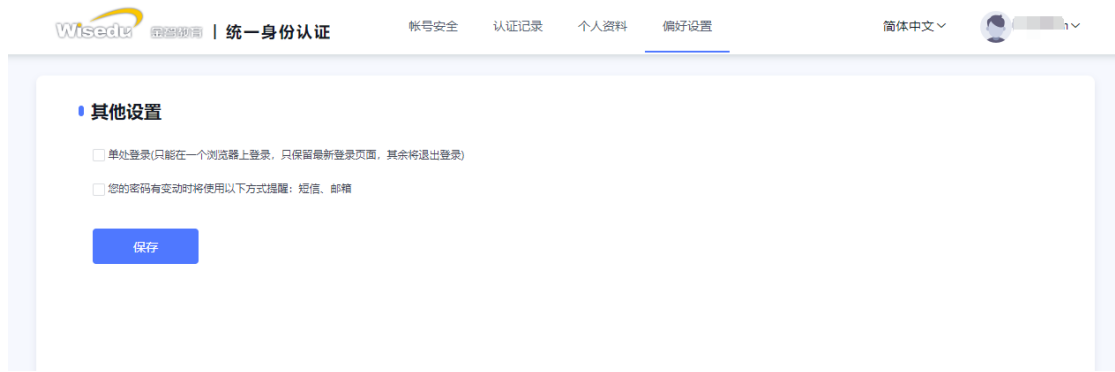 Wisedu 金智教育 | 统一身份认证
帐号安全 认证记录 个人资料 偏好设置 简体中文
其他设置
单处登录(只能在一个浏览器上登录，只保留最新登录页面，其余将退出登录)
您的密码有变动时将使用以下方式提醒：短信、邮箱
保存